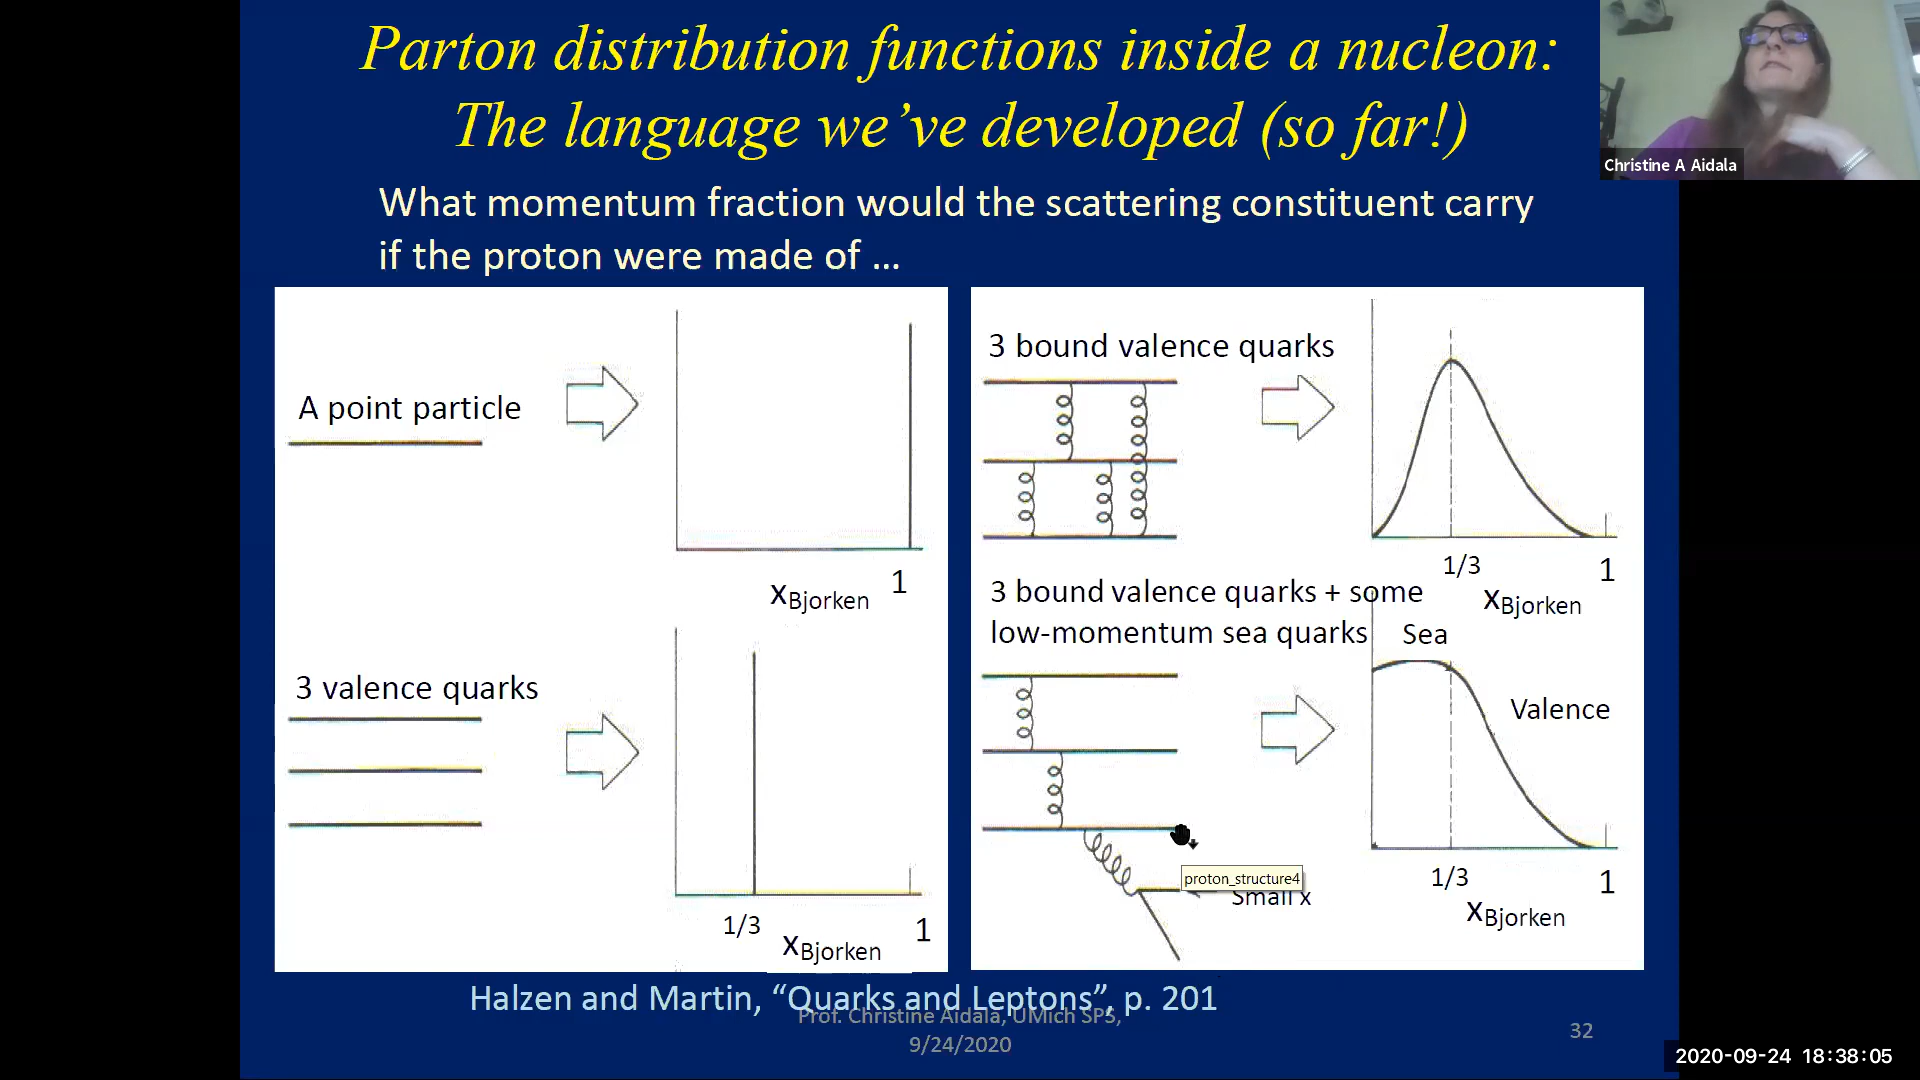 Parton distribution functions inside a nucleon:
The language we’ve developed (so far!)
Christine A Aidala
What momentum fraction would the scattering constituent carry
if the proton were made of ...
A point particle
1
xBjorken
3 valence quarks
1/3
1
xBjorken
3 bound valence quarks
1/3
1
xBjorken
3 bound valence quarks + some
low-momentum sea quarks
Sea
Valence
proton_structure4
Small x
1/3
1
xBjorken
Halzen and Martin, “Quarks and Leptons”, p. 201
Prof. Christine Aidala, UMich SPS,
9/24/2020
32
2020-09-24 18:38:05